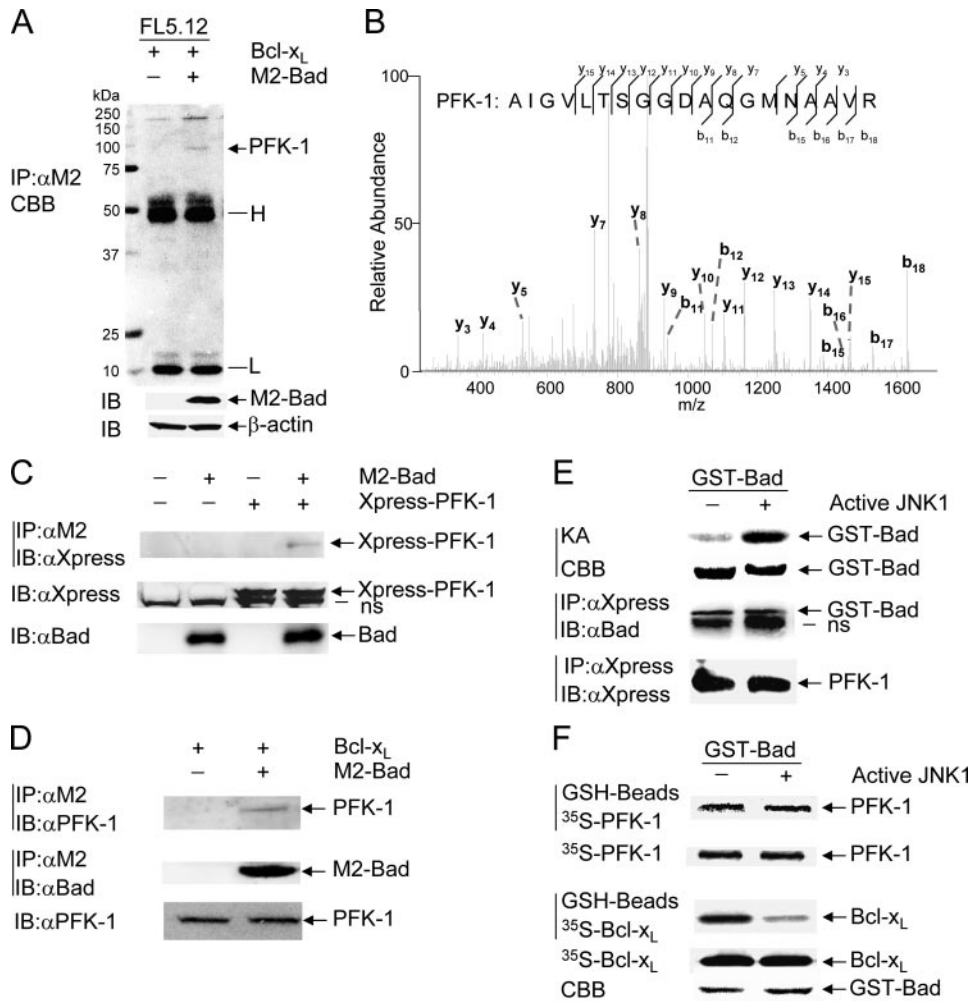 A
FL5.12
+ + Bcl-xL
– + M2-Bad
kDa
250
150
100
75
50
37
25
10
IP:αM2
CBB
PFK-1
H
L
IB M2-Bad
IB β-actin
B
100
50
0
Relative Abundance
y15 y14 y13 y12 y11 y10 y9 y8 y7 y5 y4 y3
PFK-1: A I G V L T S G G D A Q G M N A A V R
b11 b12 b15 b16 b17 b18
y3 y4 y5 y7 y8 y9 b11 y10 b12 y11 y12 y13 y14 b15 b16 y15 b17 b18
400 600 800 1000 1200 1400 1600
m/z
C
– + – + M2-Bad
– – + + Xpress-PFK-1
IP:αM2
IB:αXpress
Xpress-PFK-1
IB:αXpress
Xpress-PFK-1
ns
IB:αBad
Bad
D
+ + Bcl-xL
– + M2-Bad
IP:αM2
IB:αPFK-1
PFK-1
IP:αM2
IB:αBad
M2-Bad
IB:αPFK-1
PFK-1
E
GST-Bad
– + Active JNK1
KA GST-Bad
CBB GST-Bad
IP:αXpress
IB:αBad
GST-Bad
ns
IP:αXpress
IB:αXpress
PFK-1
F
GST-Bad
– + Active JNK1
GSH-Beads
35S-PFK-1
PFK-1
35S-PFK-1
PFK-1
GSH-Beads
35S-Bcl-xL
Bcl-xL
35S-Bcl-xL
Bcl-xL
CBB GST-Bad